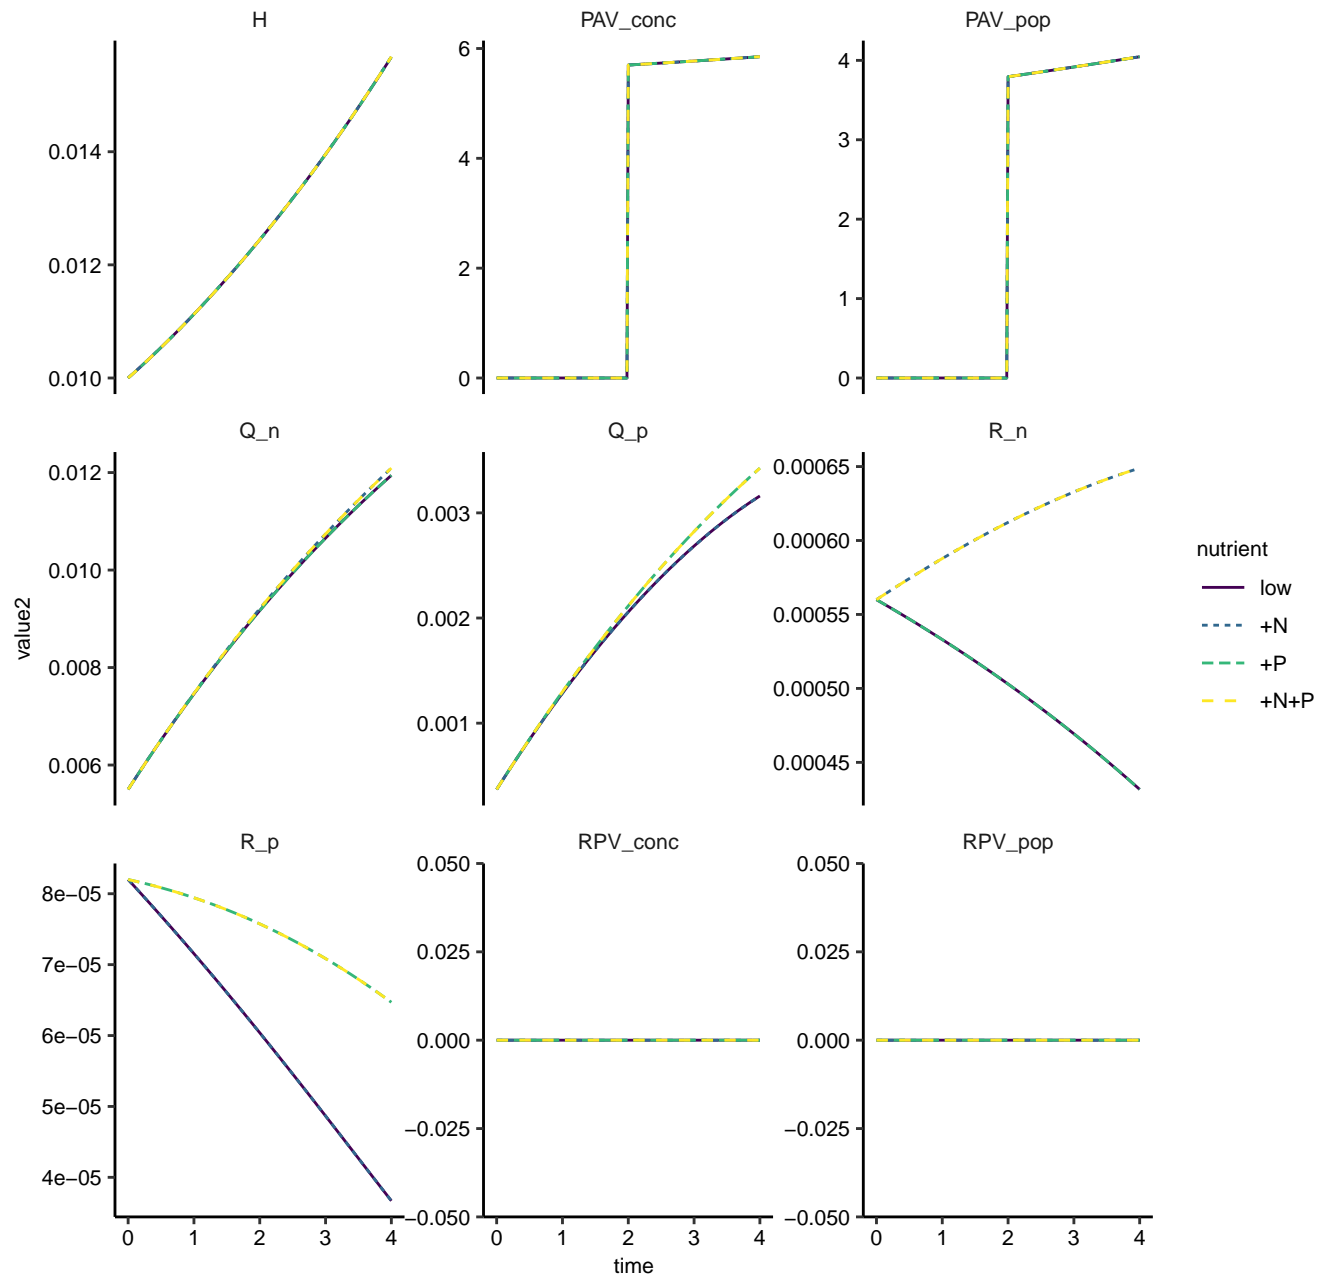 H
PAV_conc
PAV_pop
0.014
0.012
0.010
6
4
2
0
4
3
2
1
0
Q_n
Q_p
R_n
0.012
0.010
0.008
0.006
0.003
0.002
0.001
0.00065
0.00060
0.00055
0.00050
0.00045
R_p
RPV_conc
RPV_pop
8e−05
7e−05
6e−05
5e−05
4e−05
0.050
0.025
0.000
−0.025
−0.050
0.050
0.025
0.000
−0.025
−0.050
0 1 2 3 4
0 1 2 3 4
0 1 2 3 4
time
value2
nutrient
low
+N
+P
+N+P